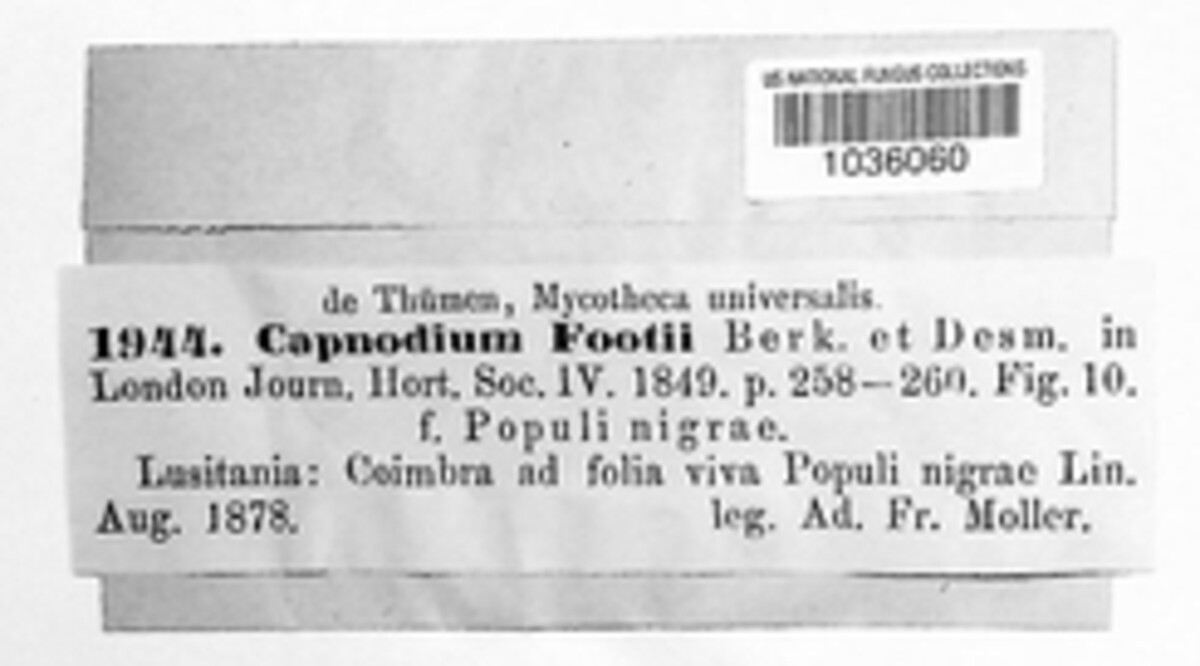 US NATIONAL FUNGUS COLLECTIONS
1036060
de Thümen, Mycotheca universalis.
1944. Capnodium Footii Berk. et Desm. in
London Journ. Hort. Soc. IV. 1849. p. 258—260. Fig. 10.
f. Populi nigrae.
Lusitania: Coimbra ad folia viva Populi nigrae Lin.
Aug. 1878. leg. Ad. Fr. Moller.